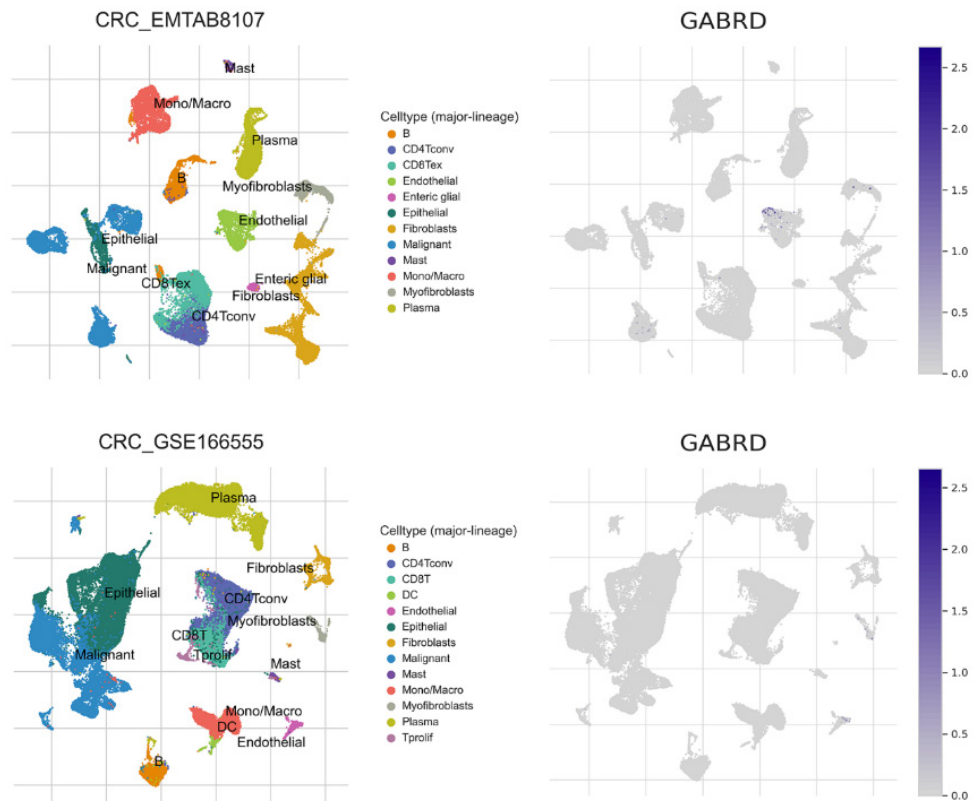 CRC_EMTAB8107
GABRD
Mast
Mono/Macro
Plasma
B
Myofibroblasts
Endothelial
Epithelial
Malignant
CD8Tex
Enteric glial
Fibroblasts
CD4Tconv
Celltype (major-lineage)
B
CD4Tconv
CD8Tex
Endothelial
Enteric glial
Epithelial
Fibroblasts
Malignant
Mast
Mono/Macro
Myofibroblasts
Plasma
2.5
2.0
1.5
1.0
0.5
0.0
CRC_GSE166555
GABRD
Plasma
Fibroblasts
Epithelial
CD4Tconv
Myofibroblasts
CD8T
Malignant
Tprolif
Mast
Mono/Macro
DC
Endothelial
B
Celltype (major-lineage)
B
CD4Tconv
CD8T
DC
Endothelial
Epithelial
Fibroblasts
Malignant
Mast
Mono/Macro
Myofibroblasts
Plasma
Tprolif
2.5
2.0
1.5
1.0
0.5
0.0